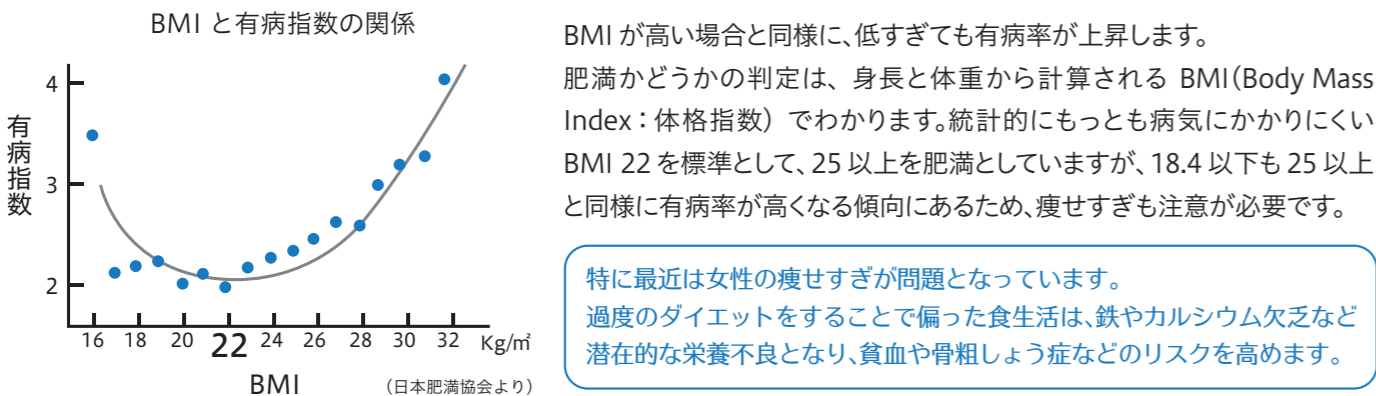 BMI と有病指数の関係
有病指数
4
3
2
16
18
20
22
24
26
28
30
32
Kg/㎡
BMI
（日本肥満協会より）
BMI が高い場合と同様に、低すぎても有病率が上昇します。
肥満かどうかの判定は、身長と体重から計算される BMI(Body Mass
Index：体格指数）でわかります。統計的にもっとも病気にかかりにくい
BMI 22 を標準として、25 以上を肥満としていますが、18.4 以下も 25 以上
と同様に有病率が高くなる傾向にあるため、痩せすぎも注意が必要です。
特に最近は女性の痩せすぎが問題となっています。
過度のダイエットをすることで偏った食生活は、鉄やカルシウム欠乏など
潜在的な栄養不良となり、貧血や骨粗しょう症などのリスクを高めます。